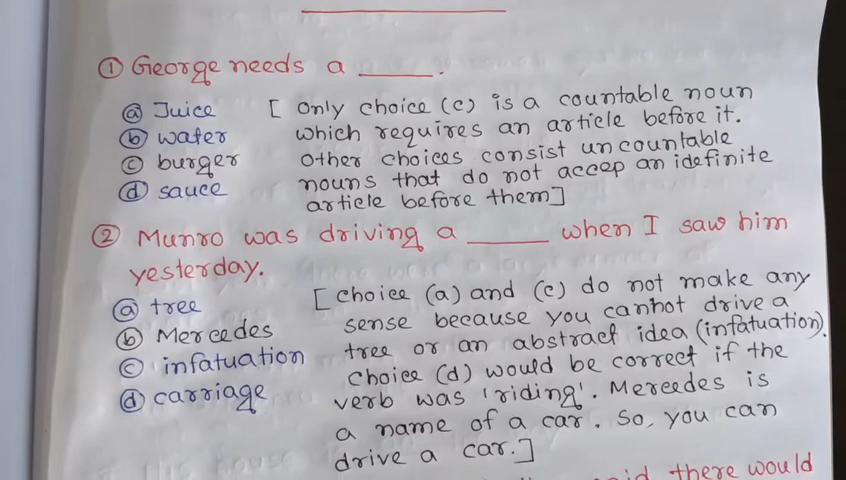 ① George needs a _____.
ⓐ Juice [ Only choice (c) is a countable noun
ⓑ water which requires an article before it.
ⓒ burger Other choices consist uncountable
ⓓ sauce nouns that do not accep an idefinite
article before them]
② Munro was driving a _____ when I saw him
yesterday.
ⓐ tree [ choice (a) and (c) do not make any
ⓑ Mercedes sense because you cannot drive a
ⓒ infatuation tree or an abstract idea (infatuation).
ⓓ carriage choice (d) would be correct if the
verb was 'riding'. Mercedes is
a name of a car. So, you can
drive a car.]
there would